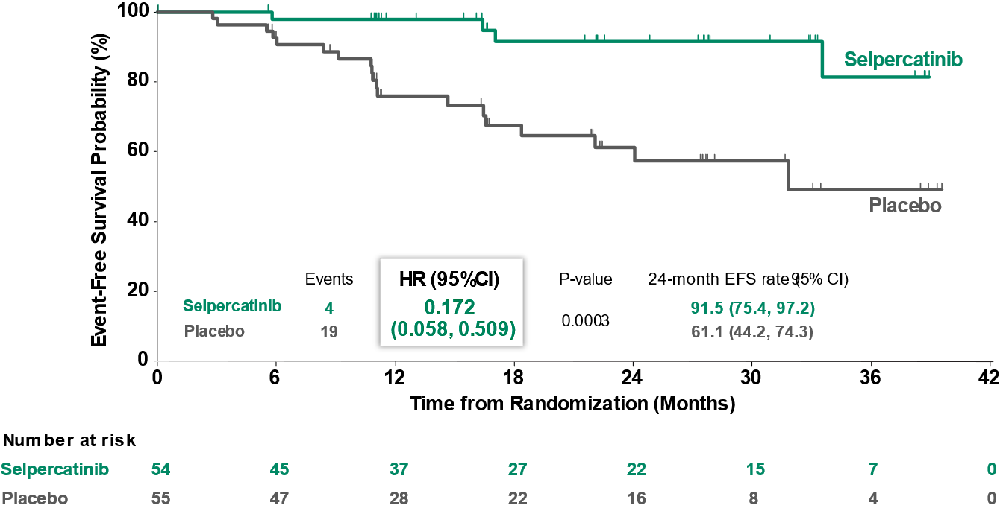 100
80
60
40
20
0
Event-Free Survival Probability (%)
Selpercatinib
Placebo
Events HR (95%CI) P-value 24-month EFS rate (95% CI)
Selpercatinib 4 0.172 91.5 (75.4, 97.2)
0.0003
Placebo 19 (0.058, 0.509) 61.1 (44.2, 74.3)
0 6 12 18 24 30 36 42
Time from Randomization (Months)
Number at risk
Selpercatinib 54 45 37 27 22 15 7 0
Placebo 55 47 28 22 16 8 4 0